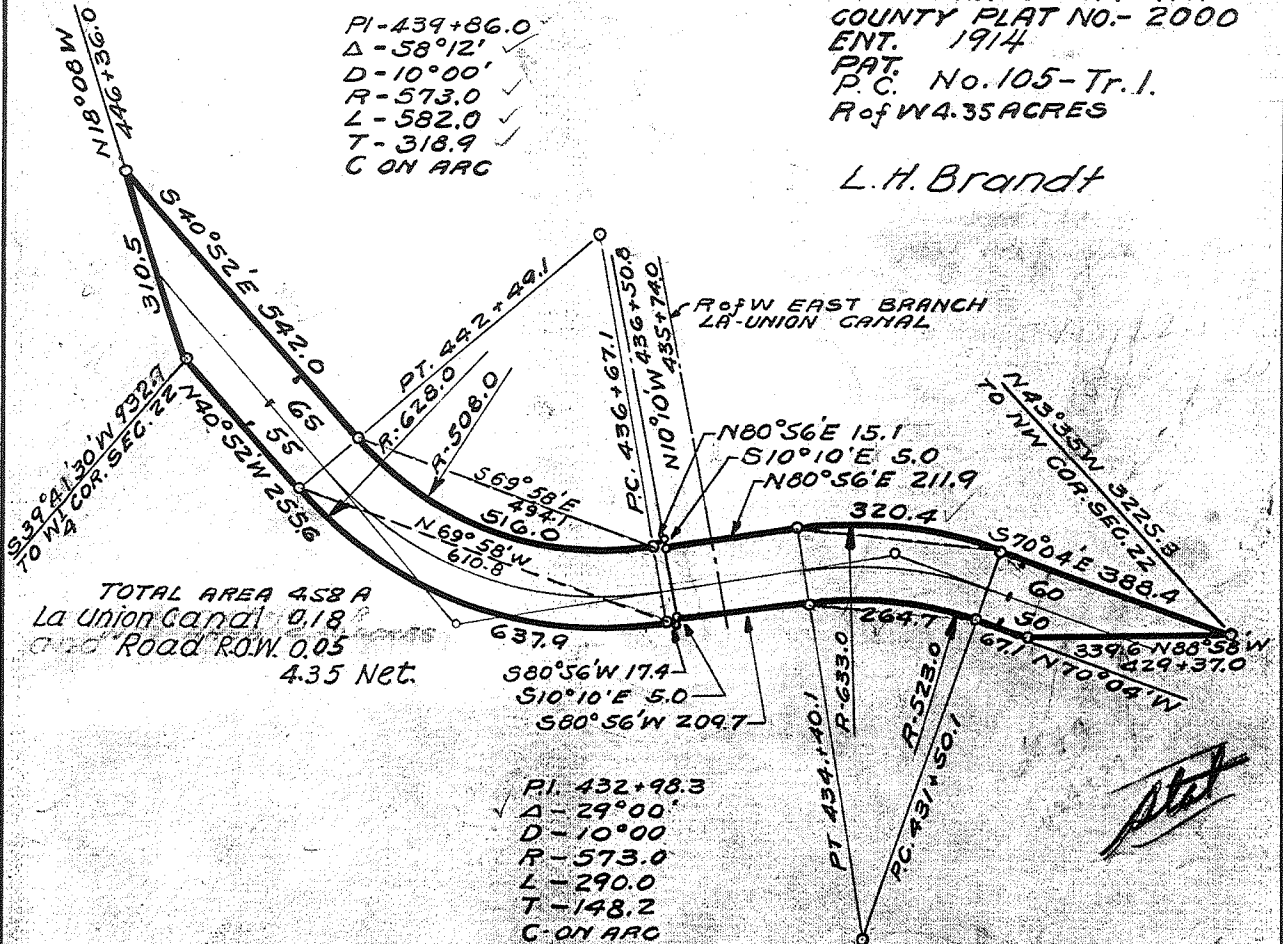 COUNTY PLAT NO.- 2000
ENT. 1914
PAT.
P.C. No. 105-Tr. 1.
R of W 4.35 ACRES
L.H. Brandt
PI-439+86.0
Δ-58°12'
D-10°00'
R-573.0
L-582.0
T-318.9
C ON ARC
N18°08'W
446+36.0
S40°52'E 542.0
310.5
65
55
N40°52'W 255.6
S39°41'30"W 932.7
TO W¼ COR. SEC. 22
PT. 442+49.1
R-628.0
R-508.0
PC. 436+67.1
N10°10'W 436+50.8
435+74.0
R of W EAST BRANCH
LA-UNION CANAL
N80°56'E 15.1
S10°10'E 5.0
N80°56'E 211.9
S69°58'E
494.1
516.0
N69°58'W
610.8
637.9
320.4
S70°04'E 388.4
N43°35'W 3225.3
TO NW COR. SEC. 22
60
50
264.7
67.1
N70°04'W
339.6 N88°58'W
429+37.0
S80°56'W 17.4
S10°10'E 5.0
S80°56'W 209.7
PT 434+40.1
R-633.0
R-523.0
P.C. 431+50.1
TOTAL AREA 4.58 A
La Union Canal 0.18
and Road R.O.W. 0.05
4.35 Net.
P.I. 432+98.3
Δ-29°00'
D-10°00
R-573.0
L-290.0
T-148.2
C-ON ARC